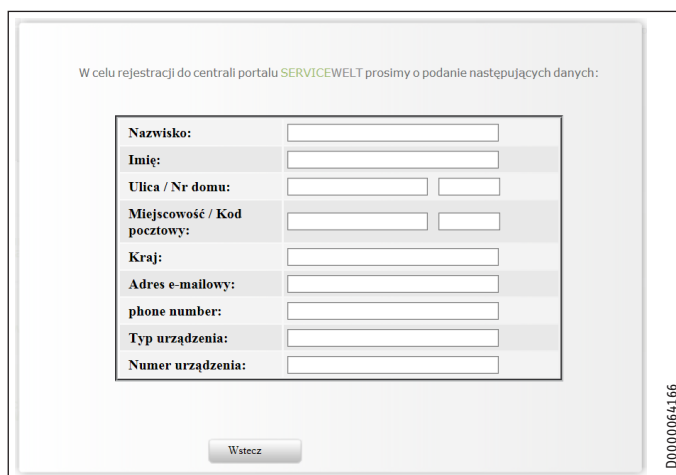 W celu rejestracji do centrali portalu SERVICEWELT prosimy o podanie następujących danych:
Nazwisko:
Imię:
Ulica / Nr domu:
Miejscowość / Kod
pocztowy:
Kraj:
Adres e-mailowy:
phone number:
Typ urządzenia:
Numer urządzenia:
Wstecz
D0000064166